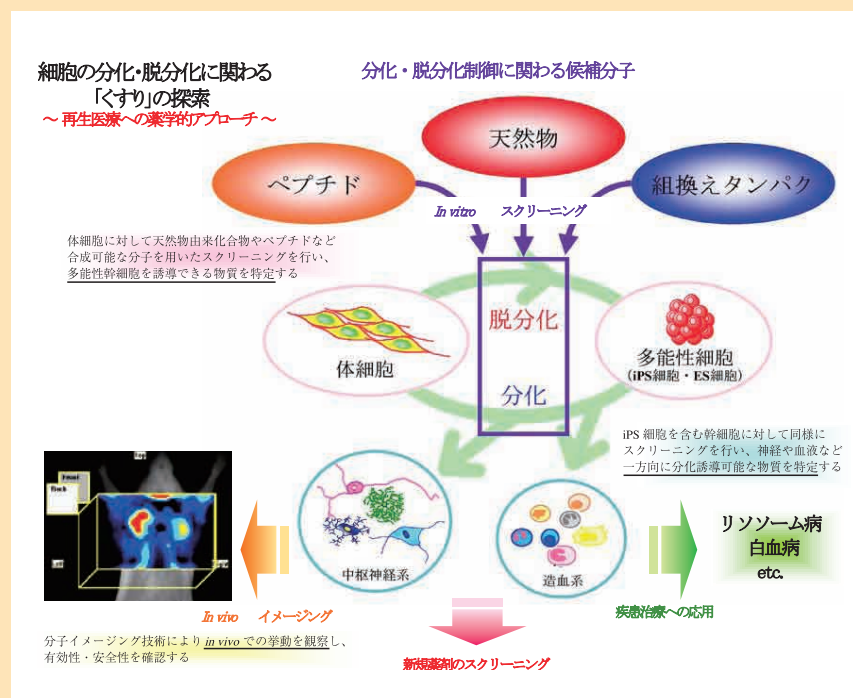 細胞の分化・脱分化に関わる
「くすり」の探索
～ 再生医療への薬学的アプローチ ～
分化・脱分化制御に関わる候補分子
ペプチド
天然物
組換えタンパク
In vitro スクリーニング
体細胞に対して天然物由来化合物やペプチドなど
合成可能な分子を用いたスクリーニングを行い、
多能性幹細胞を誘導できる物質を特定する
脱分化
分化
体細胞
多能性細胞
(iPS細胞・ES細胞)
iPS 細胞を含む幹細胞に対して同様に
スクリーニングを行い、神経や血液など
一方向に分化誘導可能な物質を特定する
Top
Front
Back
Left
中枢神経系
造血系
リソソーム病
白血病
etc.
In vivo イメージング
疾患治療への応用
分子イメージング技術により in vivo での挙動を観察し、
有効性・安全性を確認する
新規薬剤のスクリーニング